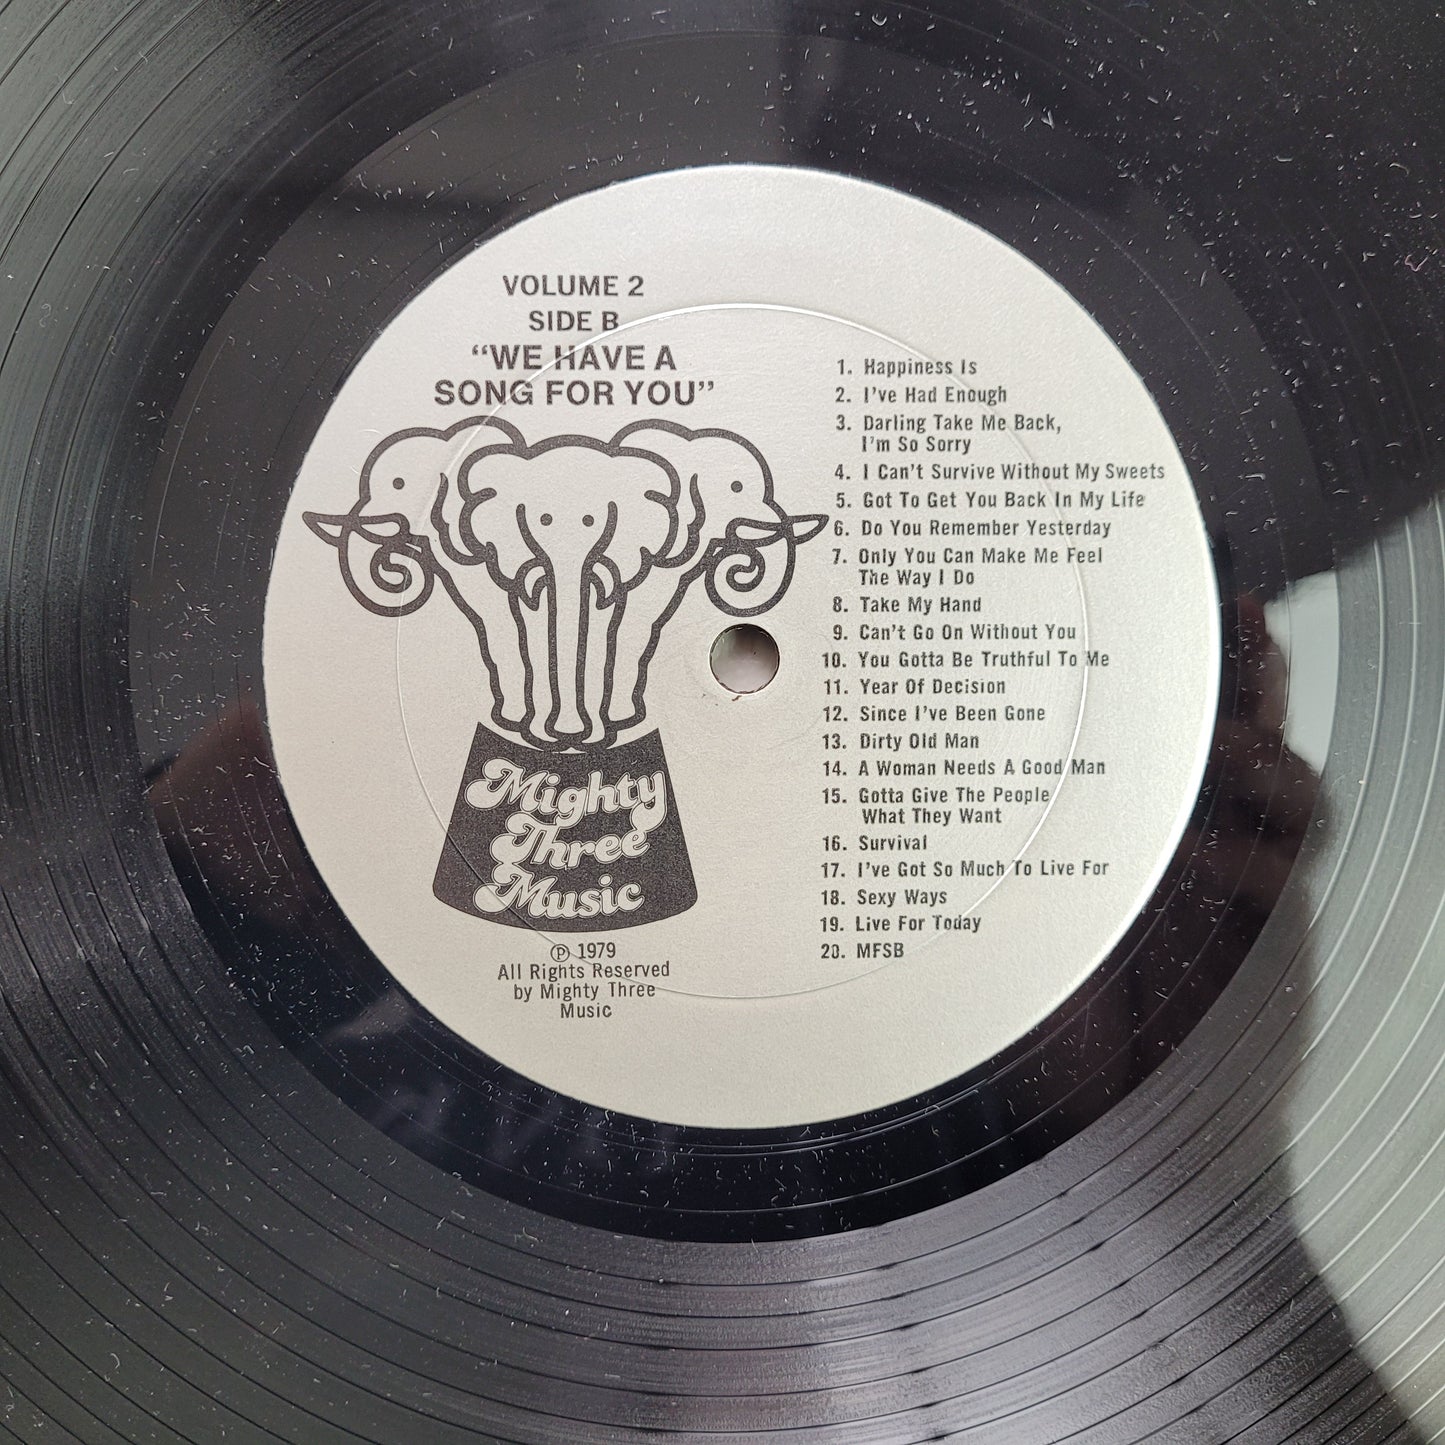 VOLUME 2
SIDE B
“WE HAVE A
SONG FOR YOU”
Mighty
Three
Music
Ⓟ 1979
All Rights Reserved
by Mighty Three
Music
1. Happiness Is
2. I’ve Had Enough
3. Darling Take Me Back,
I’m So Sorry
4. I Can’t Survive Without My Sweets
5. Got To Get You Back In My Life
6. Do You Remember Yesterday
7. Only You Can Make Me Feel
The Way I Do
8. Take My Hand
9. Can’t Go On Without You
10. You Gotta Be Truthful To Me
11. Year Of Decision
12. Since I’ve Been Gone
13. Dirty Old Man
14. A Woman Needs A Good Man
15. Gotta Give The People
What They Want
16. Survival
17. I’ve Got So Much To Live For
18. Sexy Ways
19. Live For Today
20. MFSB